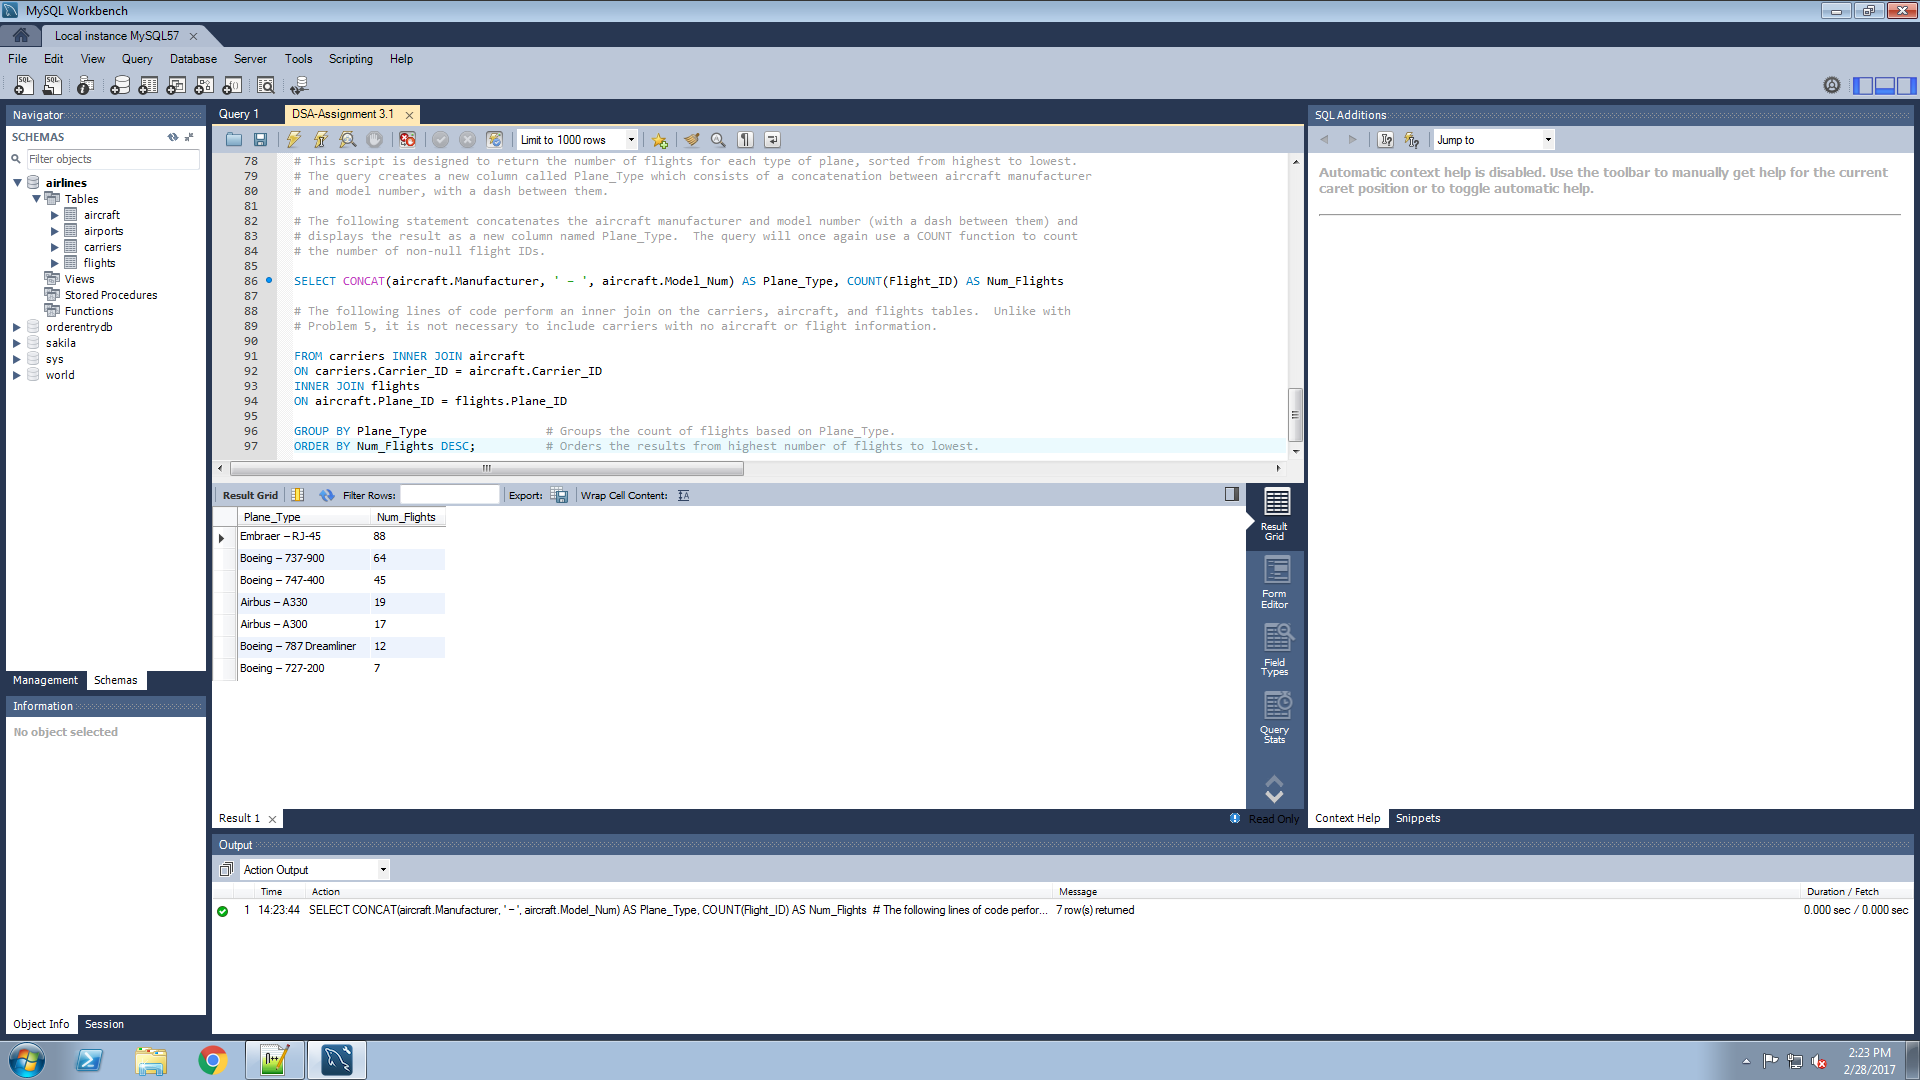 MySQL Workbench
Local instance MySQL57
File Edit View Query Database Server Tools Scripting Help
Navigator
SCHEMAS
Filter objects
airlines
Tables
aircraft
airports
carriers
flights
Views
Stored Procedures
Functions
orderentrydb
sakila
sys
world
Management Schemas
Information
No object selected
Object Info Session
Query 1 DSA-Assignment 3.1
Limit to 1000 rows
78 # This script is designed to return the number of flights for each type of plane, sorted from highest to lowest.
79 # The query creates a new column called Plane_Type which consists of a concatenation between aircraft manufacturer
80 # and model number, with a dash between them.
81
82 # The following statement concatenates the aircraft manufacturer and model number (with a dash between them) and
83 # displays the result as a new column named Plane_Type.  The query will once again use a COUNT function to count
84 # the number of non-null flight IDs.
85
86 SELECT CONCAT(aircraft.Manufacturer, ' – ', aircraft.Model_Num) AS Plane_Type, COUNT(Flight_ID) AS Num_Flights
87
88 # The following lines of code perform an inner join on the carriers, aircraft, and flights tables.  Unlike with
89 # Problem 5, it is not necessary to include carriers with no aircraft or flight information.
90
91 FROM carriers INNER JOIN aircraft
92 ON carriers.Carrier_ID = aircraft.Carrier_ID
93 INNER JOIN flights
94 ON aircraft.Plane_ID = flights.Plane_ID
95
96 GROUP BY Plane_Type # Groups the count of flights based on Plane_Type.
97 ORDER BY Num_Flights DESC; # Orders the results from highest number of flights to lowest.
Result Grid Filter Rows: Export: Wrap Cell Content:
Plane_Type Num_Flights
Embraer – RJ-45 88
Boeing – 737-900 64
Boeing – 747-400 45
Airbus – A330 19
Airbus – A300 17
Boeing – 787 Dreamliner 12
Boeing – 727-200 7
Result Grid
Form Editor
Field Types
Query Stats
Result 1
Read Only
SQL Additions
Jump to
Automatic context help is disabled. Use the toolbar to manually get help for the current
caret position or to toggle automatic help.
Context Help Snippets
Output
Action Output
Time Action Message Duration / Fetch
1 14:23:44 SELECT CONCAT(aircraft.Manufacturer, ' – ', aircraft.Model_Num) AS Plane_Type, COUNT(Flight_ID) AS Num_Flights  # The following lines of code perfor... 7 row(s) returned 0.000 sec / 0.000 sec
2:23 PM
2/28/2017